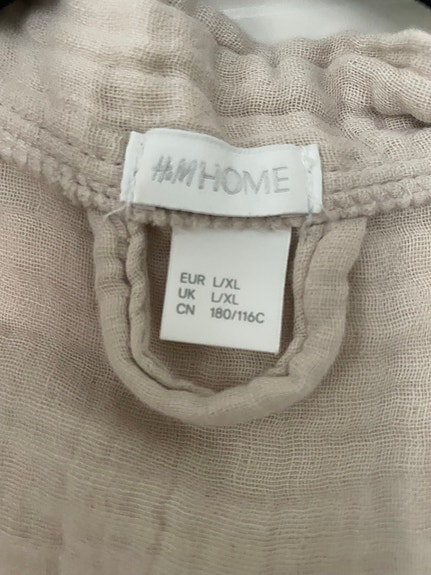 H&M HOME
EUR L/XL
UK L/XL
CN 180/116C